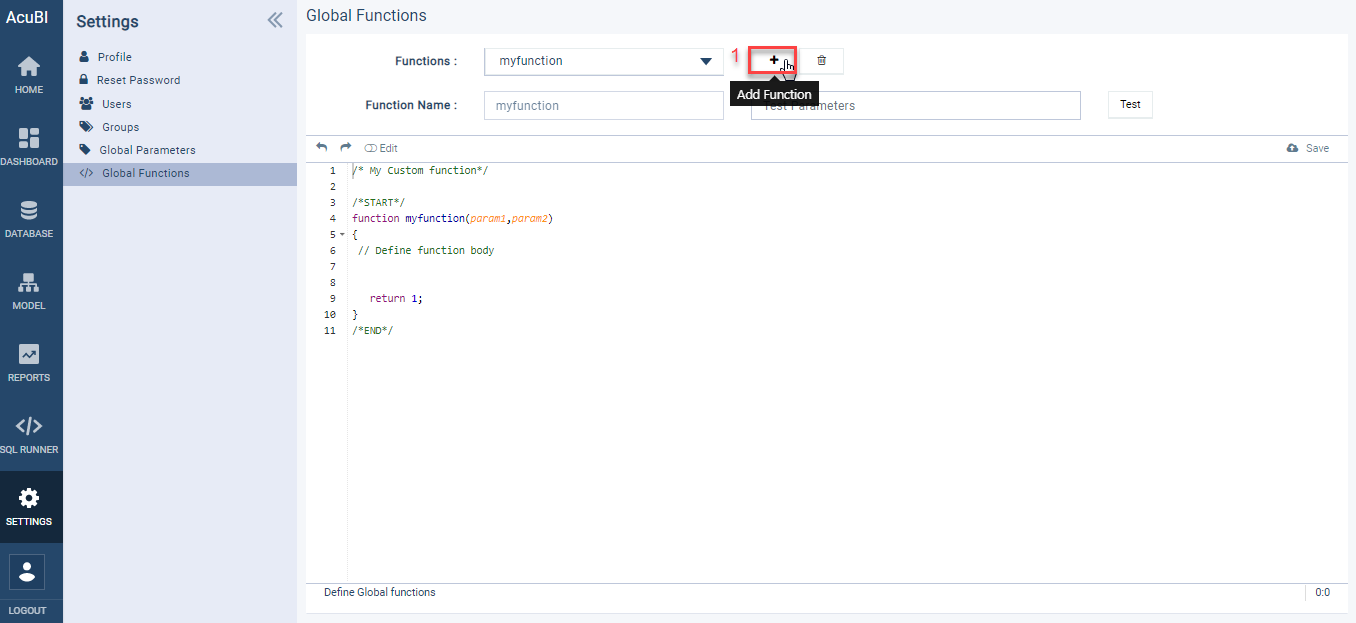 AcuBI
HOME
DASHBOARD
DATABASE
MODEL
REPORTS
SQL RUNNER
SETTINGS
LOGOUT
Settings
Profile
Reset Password
Users
Groups
Global Parameters
Global Functions
Global Functions
Functions :
myfunction
1
Add Function
Function Name :
myfunction
Test Parameters
Test
Edit
Save
1 /* My Custom function*/
2
3 /*START*/
4 function myfunction(param1,param2)
5 {
6 // Define function body
7
8
9 return 1;
10 }
11 /*END*/
Define Global functions
0:0